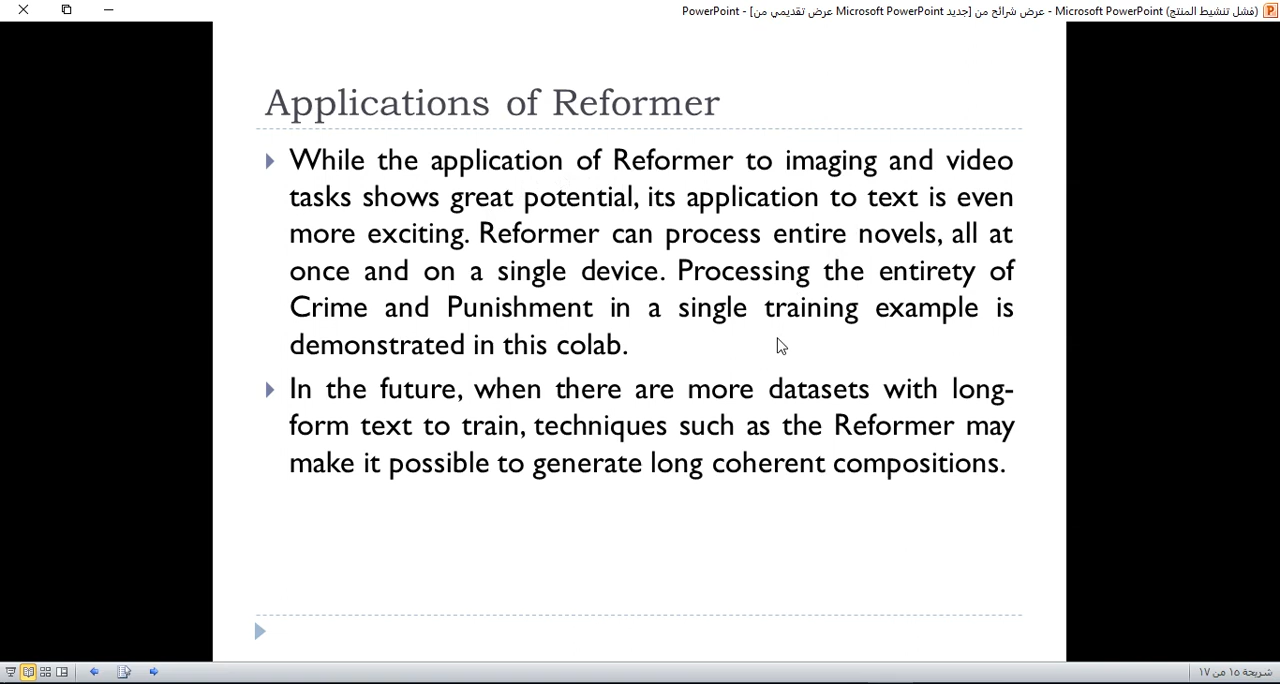 PowerPoint - [عرض شرائح من [جديد Microsoft PowerPoint عرض تقديمي من - Microsoft PowerPoint (فشل تنشيط المنتج)
Applications of Reformer
While the application of Reformer to imaging and video
tasks shows great potential, its application to text is even
more exciting. Reformer can process entire novels, all at
once and on a single device. Processing the entirety of
Crime and Punishment in a single training example is
demonstrated in this colab.
In the future, when there are more datasets with long-
form text to train, techniques such as the Reformer may
make it possible to generate long coherent compositions.
شريحة ١٥ من ١٧